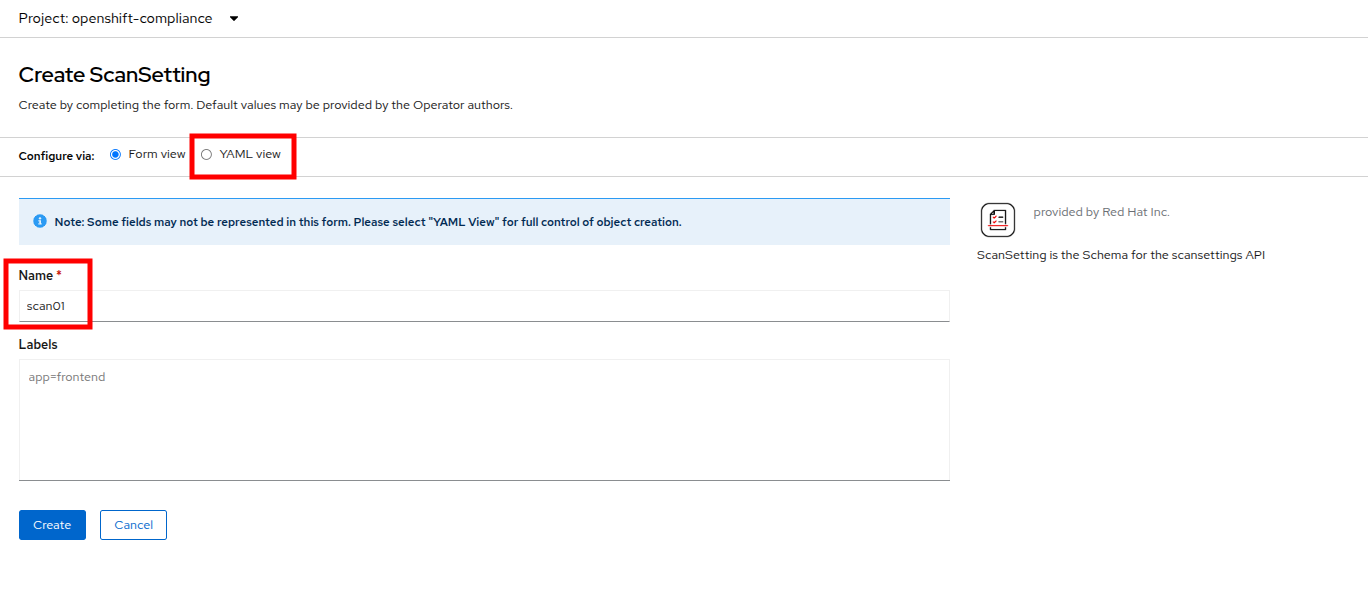 Project: openshift-compliance
Create ScanSetting
Create by completing the form. Default values may be provided by the Operator authors.
Configure via: Form view YAML view
Note: Some fields may not be represented in this form. Please select "YAML View" for full control of object creation.
provided by Red Hat Inc.
ScanSetting is the Schema for the scansettings API
Name *
scan01
Labels
app=frontend
Create Cancel